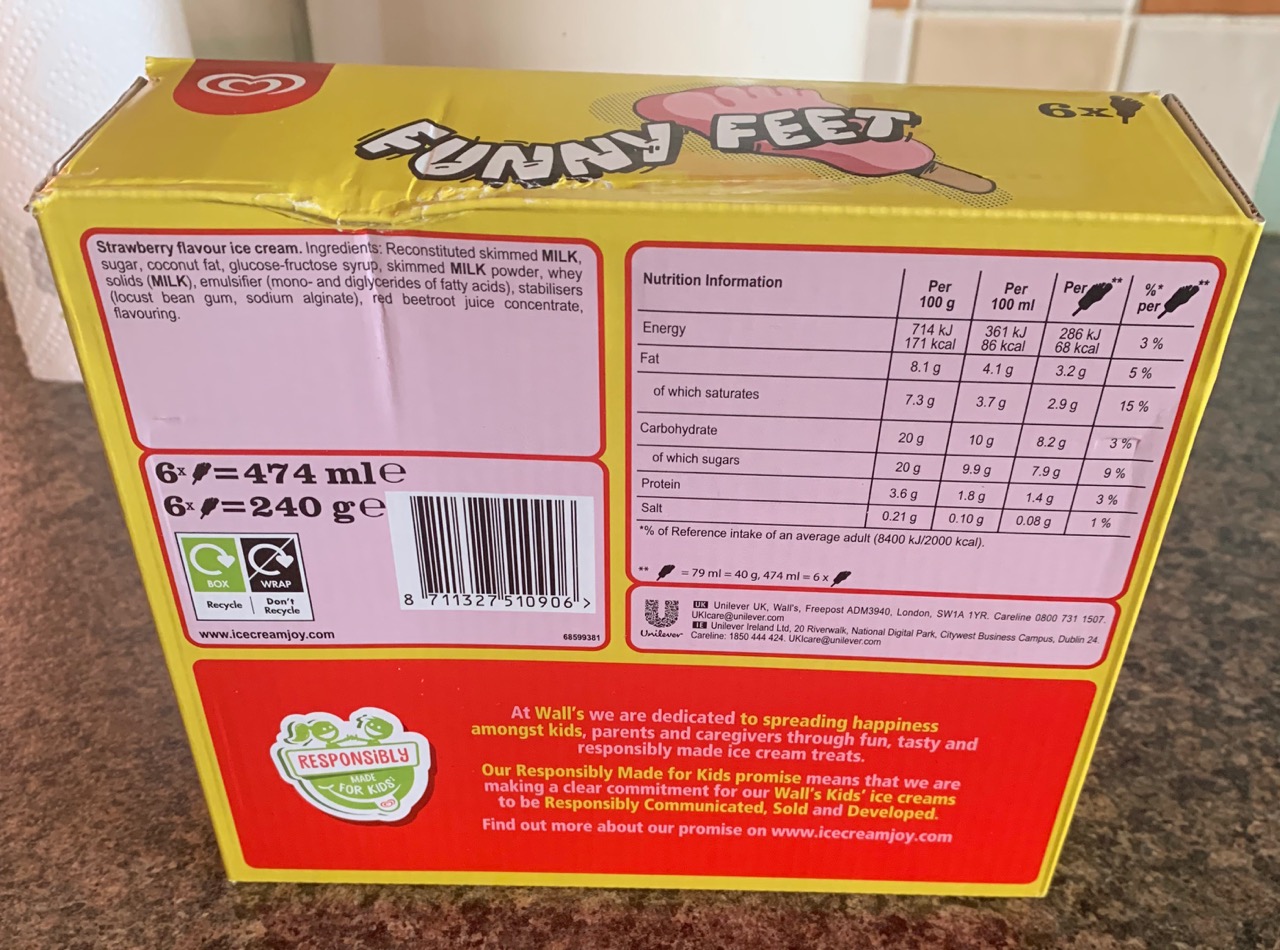 FUNNY FEET
6x
Strawberry flavour ice cream. Ingredients: Reconstituted skimmed MILK,
sugar, coconut fat, glucose-fructose syrup, skimmed MILK powder, whey
solids (MILK), emulsifier (mono- and diglycerides of fatty acids), stabilisers
(locust bean gum, sodium alginate), red beetroot juice concentrate,
flavouring.
6x =474 ml℮
6x =240 g℮
BOX
WRAP
Recycle
Don't
Recycle
8 711327 510906 >
www.icecreamjoy.com
68599381
Nutrition Information Per 100 g Per 100 ml Per ** %* per **
Energy 714 kJ 171 kcal 361 kJ 86 kcal 286 kJ 68 kcal 3 %
Fat 8.1 g 4.1 g 3.2 g 5 %
of which saturates 7.3 g 3.7 g 2.9 g 15 %
Carbohydrate 20 g 10 g 8.2 g 3 %
of which sugars 20 g 9.9 g 7.9 g 9 %
Protein 3.6 g 1.8 g 1.4 g 3 %
Salt 0.21 g 0.10 g 0.08 g 1 %
*% of Reference intake of an average adult (8400 kJ/2000 kcal).
** = 79 ml = 40 g, 474 ml = 6 x
Unilever
UK Unilever UK, Wall's, Freepost ADM3940, London, SW1A 1YR. Careline 0800 731 1507.
UKIcare@unilever.com
IE Unilever Ireland Ltd, 20 Riverwalk, National Digital Park, Citywest Business Campus, Dublin 24.
Careline: 1850 444 424. UKIcare@unilever.com
RESPONSIBLY
MADE
FOR KIDS
At Wall's we are dedicated to spreading happiness
amongst kids, parents and caregivers through fun, tasty and
responsibly made ice cream treats.
Our Responsibly Made for Kids promise means that we are
making a clear commitment for our Wall's Kids' ice creams
to be Responsibly Communicated, Sold and Developed.
Find out more about our promise on www.icecreamjoy.com